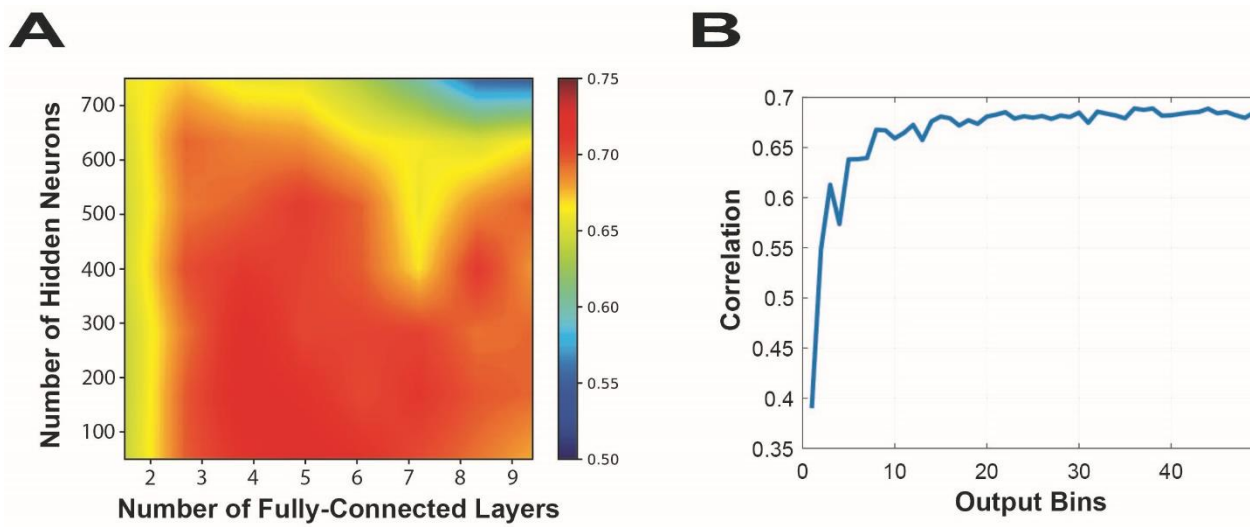 A
Number of Hidden Neurons
700
600
500
400
300
200
100
2 3 4 5 6 7 8 9
Number of Fully-Connected Layers
0.75
0.70
0.65
0.60
0.55
0.50
B
Correlation
0.7
0.65
0.6
0.55
0.5
0.45
0.4
0.35
0 10 20 30 40
Output Bins